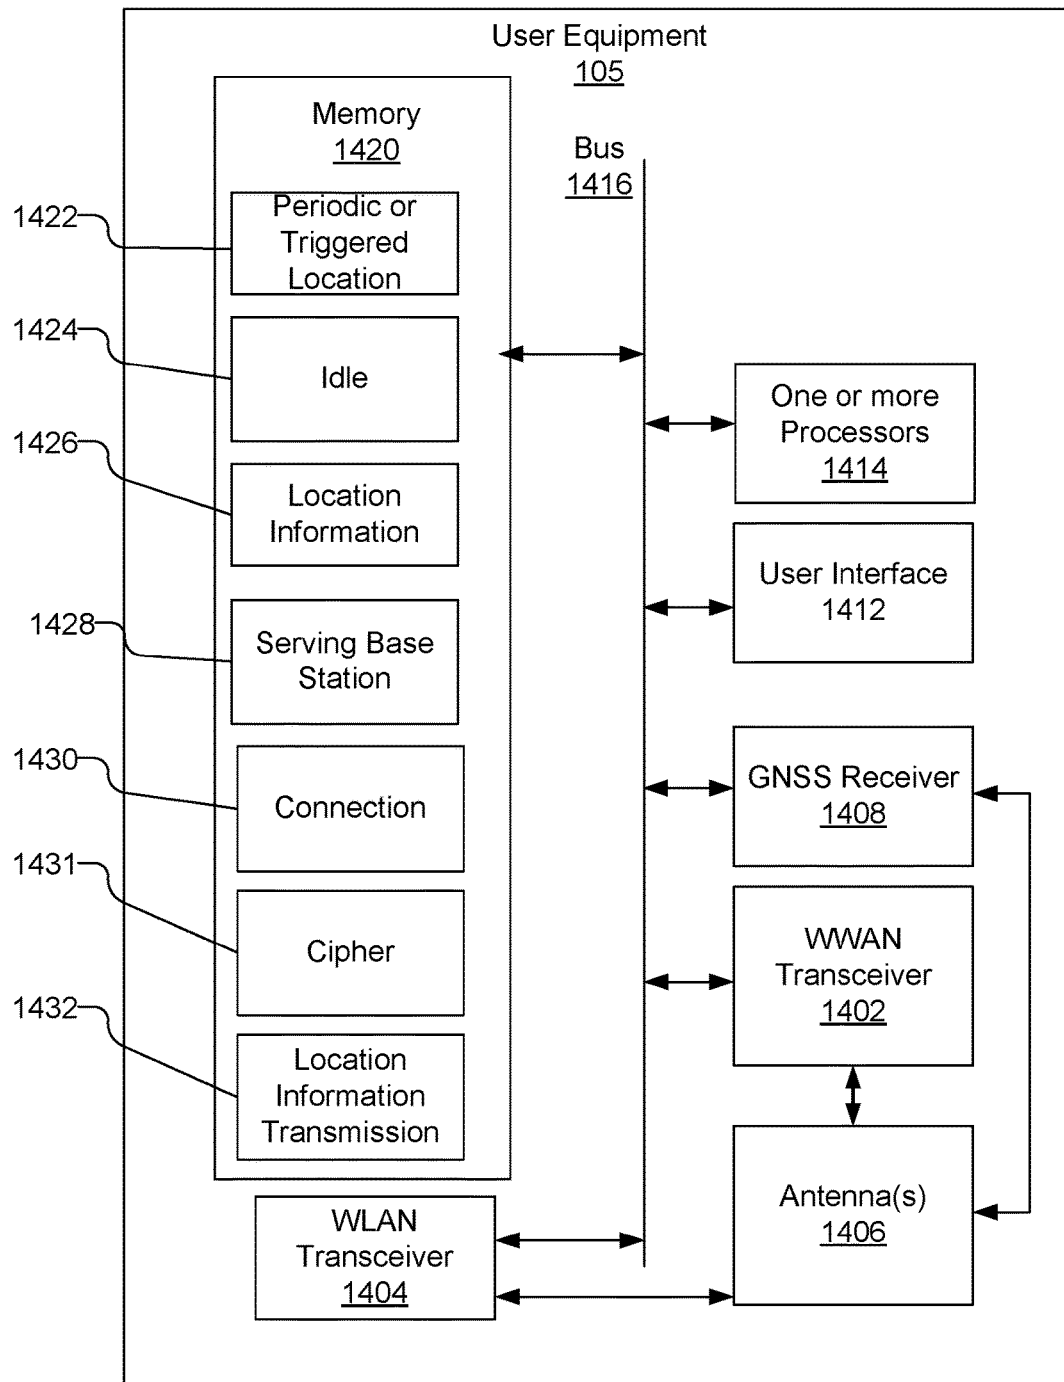 User Equipment
105
Memory
1420
Bus
1416
1422
Periodic or
Triggered
Location
1424
Idle
1426
Location
Information
1428
Serving Base
Station
1430
Connection
1431
Cipher
1432
Location
Information
Transmission
WLAN
Transceiver
1404
One or more
Processors
1414
User Interface
1412
GNSS Receiver
1408
WWAN
Transceiver
1402
Antenna(s)
1406